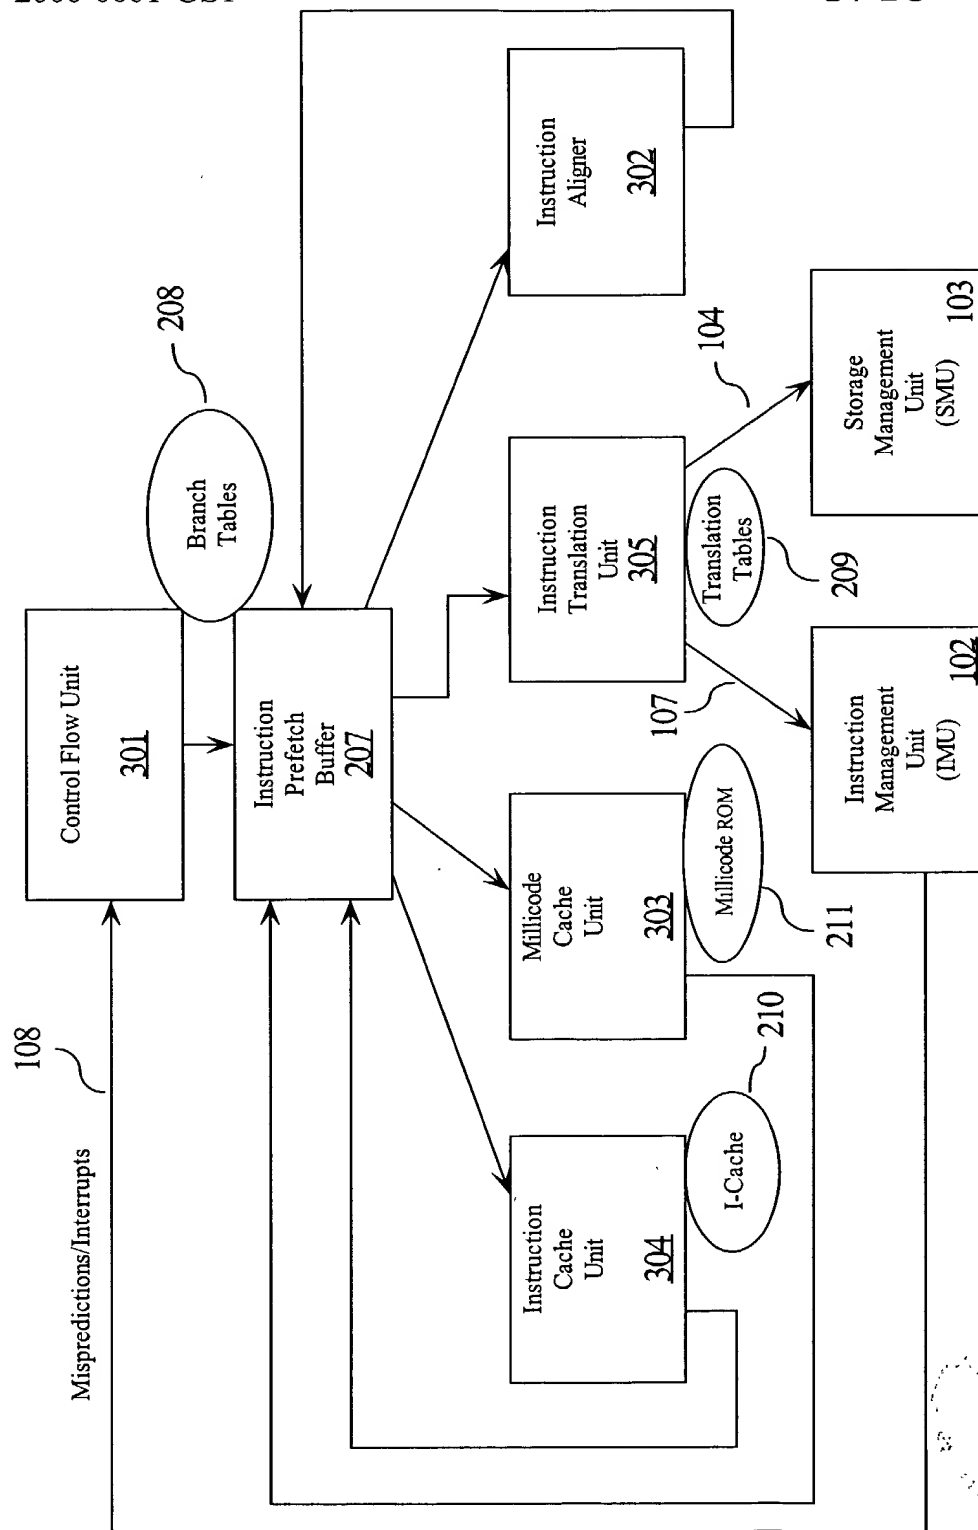 Mispredictions/Interrupts
108
Control Flow Unit
301
Branch
Tables
208
Instruction
Prefetch
Buffer
207
Instruction
Cache
Unit
304
I-Cache
210
Millicode
Cache
Unit
303
Millicode ROM
211
Instruction
Translation
Unit
305
Translation
Tables
209
Instruction
Aligner
302
107
104
Instruction
Management
Unit
(IMU)
102
Storage
Management
Unit
(SMU)
103